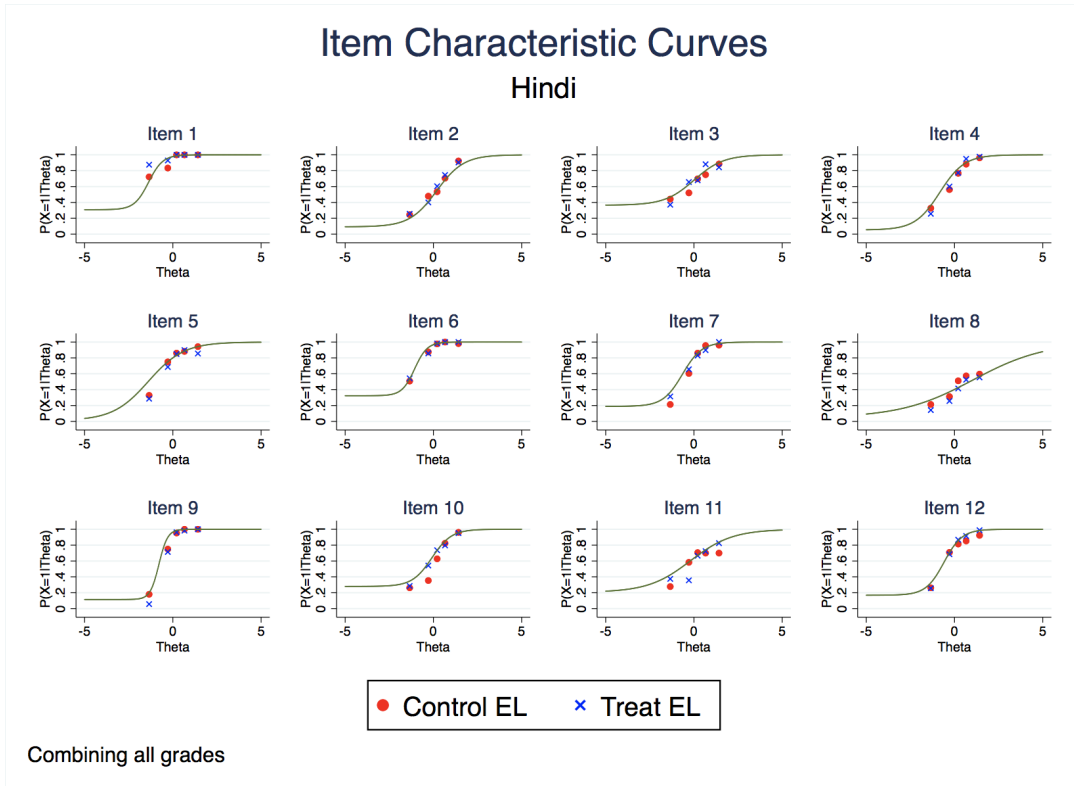 Item Characteristic Curves
Hindi
Item 1
P(X=1|Theta)
0 .2 .4 .6 .8 1
-5 0 5
Theta
Item 2
P(X=1|Theta)
0 .2 .4 .6 .8 1
-5 0 5
Theta
Item 3
P(X=1|Theta)
0 .2 .4 .6 .8 1
-5 0 5
Theta
Item 4
P(X=1|Theta)
0 .2 .4 .6 .8 1
-5 0 5
Theta
Item 5
P(X=1|Theta)
0 .2 .4 .6 .8 1
-5 0 5
Theta
Item 6
P(X=1|Theta)
0 .2 .4 .6 .8 1
-5 0 5
Theta
Item 7
P(X=1|Theta)
0 .2 .4 .6 .8 1
-5 0 5
Theta
Item 8
P(X=1|Theta)
0 .2 .4 .6 .8 1
-5 0 5
Theta
Item 9
P(X=1|Theta)
0 .2 .4 .6 .8 1
-5 0 5
Theta
Item 10
P(X=1|Theta)
0 .2 .4 .6 .8 1
-5 0 5
Theta
Item 11
P(X=1|Theta)
0 .2 .4 .6 .8 1
-5 0 5
Theta
Item 12
P(X=1|Theta)
0 .2 .4 .6 .8 1
-5 0 5
Theta
Control EL Treat EL
Combining all grades